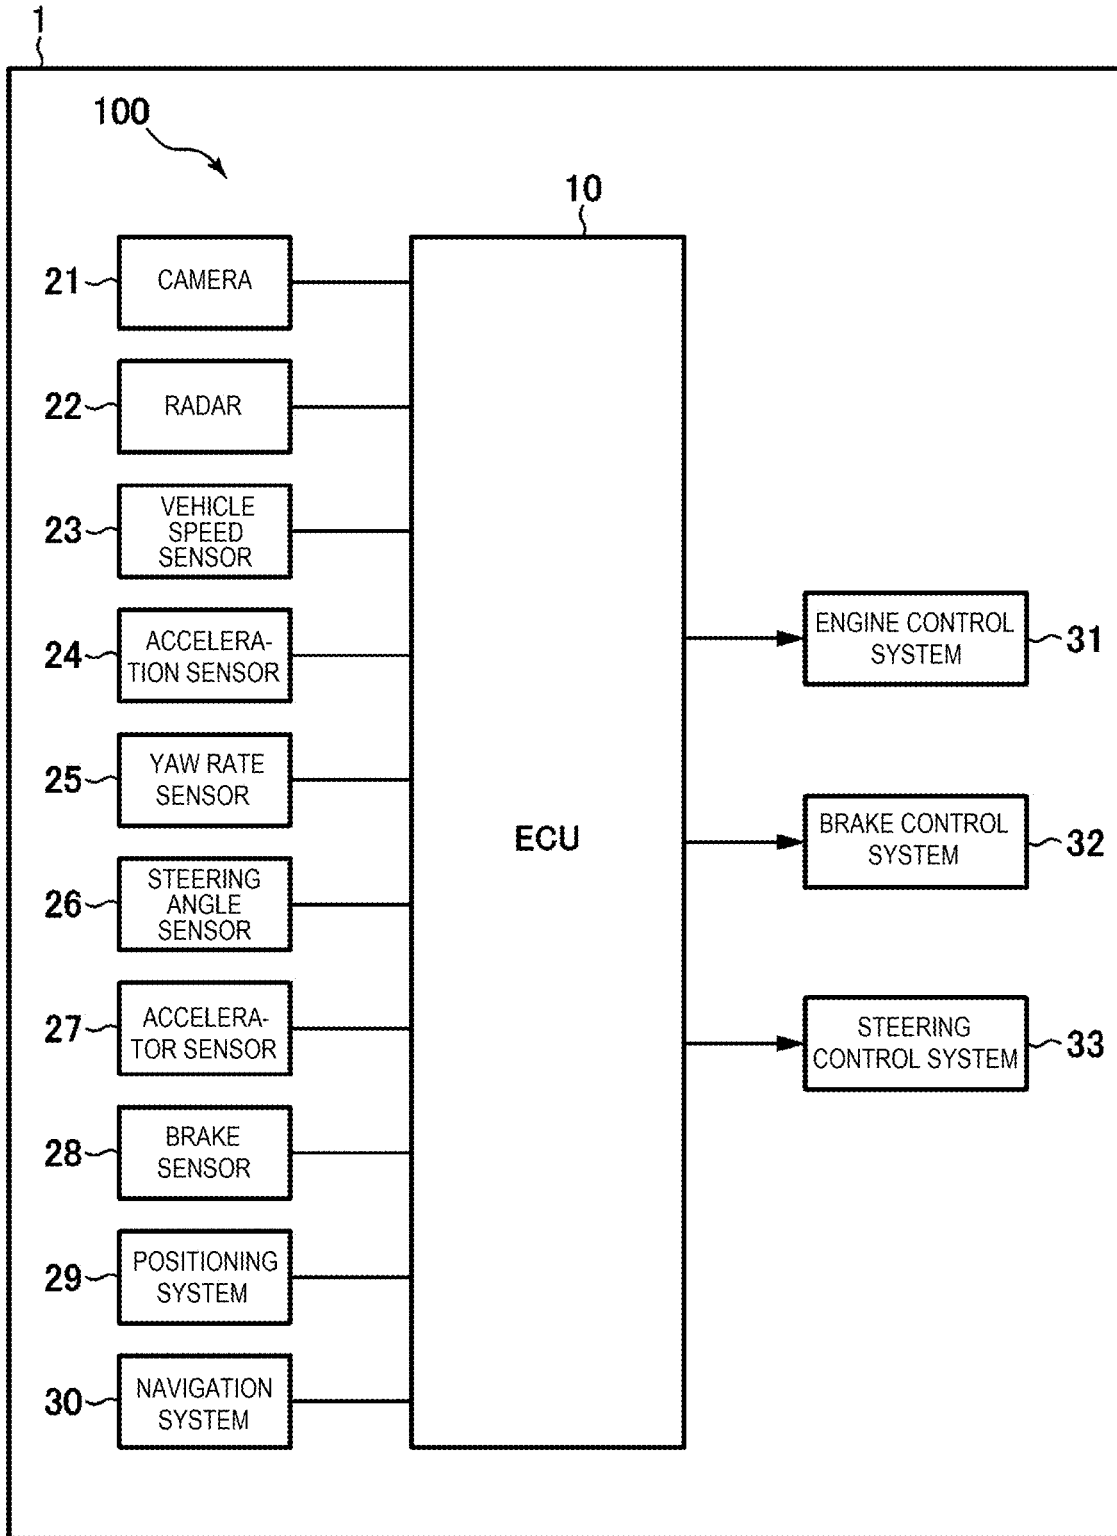 1
100
10
21
CAMERA
22
RADAR
23
VEHICLE
SPEED
SENSOR
24
ACCELERA-
TION SENSOR
25
YAW RATE
SENSOR
26
STEERING
ANGLE
SENSOR
27
ACCELERA-
TOR SENSOR
28
BRAKE
SENSOR
29
POSITIONING
SYSTEM
30
NAVIGATION
SYSTEM
ECU
ENGINE CONTROL
SYSTEM
31
BRAKE CONTROL
SYSTEM
32
STEERING
CONTROL SYSTEM
33